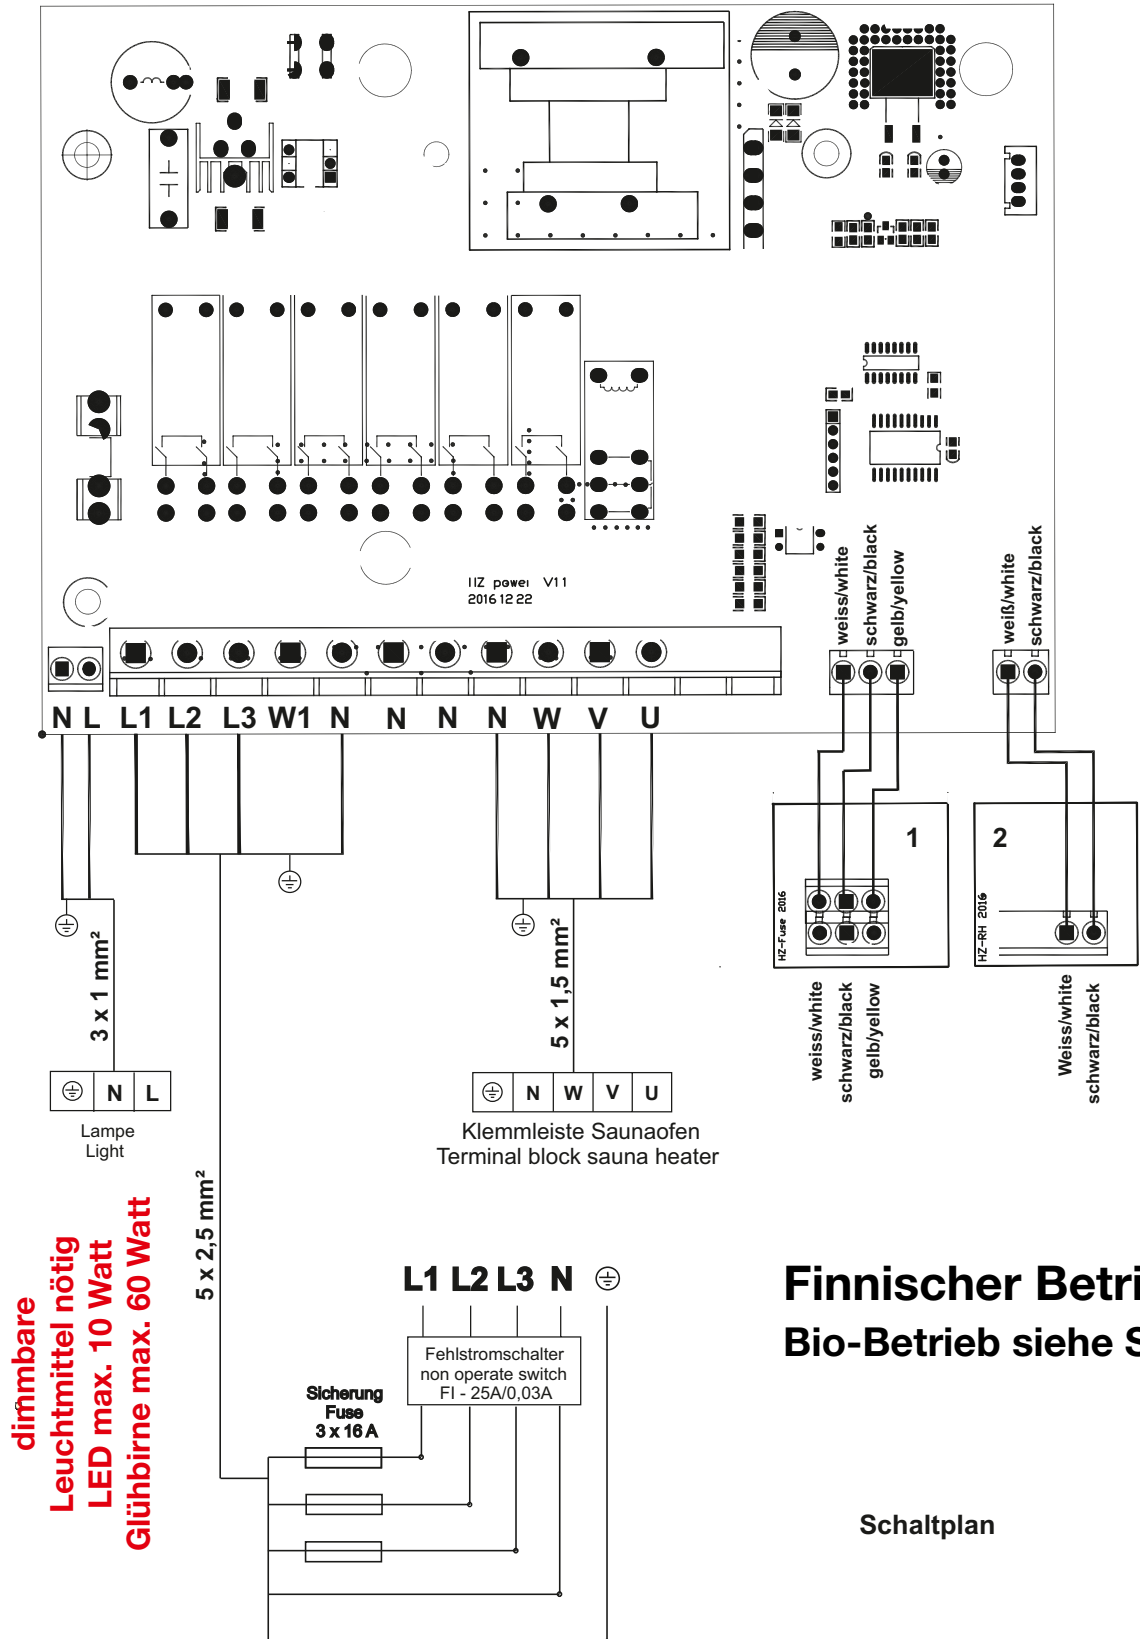 IIZ power V11
2016 12 22
weiss/white
schwarz/black
gelb/yellow
weiß/white
schwarz/black
N L L1 L2 L3 W1 N N N N W V U
1
2
HZ-Fuse 2016
HZ-RH 2016
3 x 1 mm²
5 x 1,5 mm²
weiss/white
schwarz/black
gelb/yellow
Weiss/white
schwarz/black
N L
Lampe
Light
N W V U
Klemmleiste Saunaofen
Terminal block sauna heater
5 x 2,5 mm²
dimmbare
Leuchtmittel nötig
LED max. 10 Watt
Glühbirne max. 60 Watt
L1 L2 L3 N
Fehlstromschalter
non operate switch
FI - 25A/0,03A
Sicherung
Fuse
3 x 16 A
Finnischer Betri
Bio-Betrieb siehe S
Schaltplan